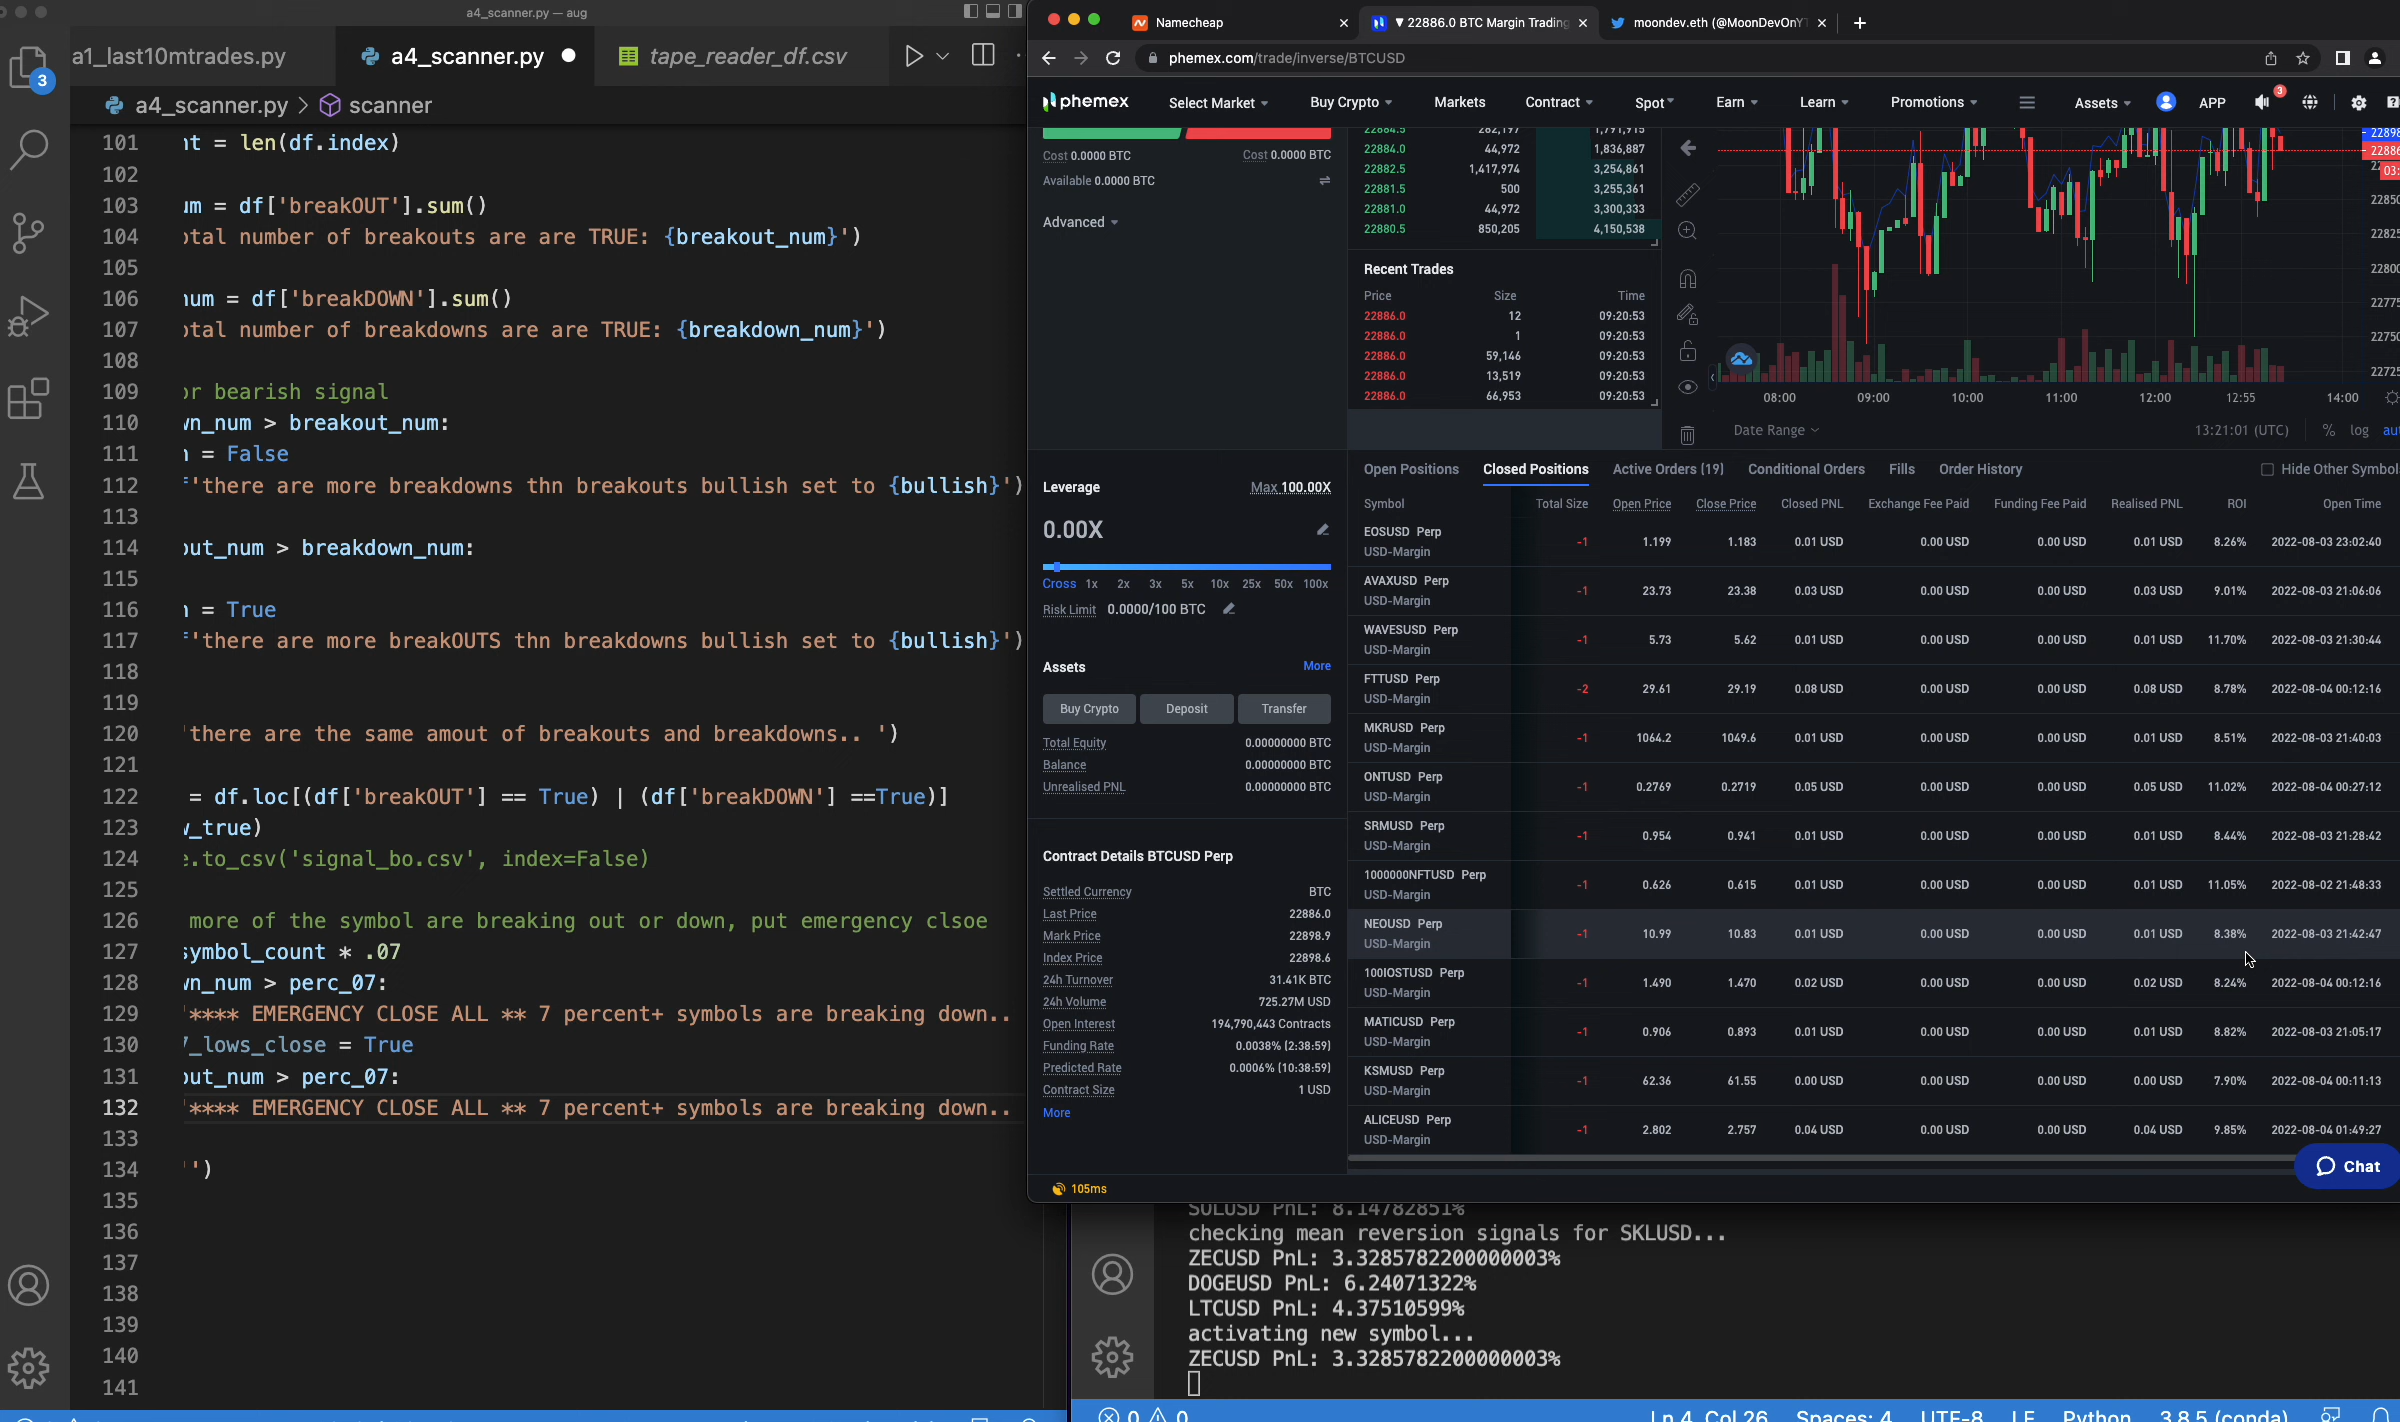 a4_scanner.py — aug
a1_last10mtrades.py
a4_scanner.py
tape_reader_df.csv
3
a4_scanner.py > scanner
101 nt = len(df.index)
102
103 um = df['breakOUT'].sum()
104 otal number of breakouts are are TRUE: {breakout_num}')
105
106 num = df['breakDOWN'].sum()
107 otal number of breakdowns are are TRUE: {breakdown_num}')
108
109 or bearish signal
110 wn_num > breakout_num:
111 = False
112 'there are more breakdowns thn breakouts bullish set to {bullish}')
113
114 out_num > breakdown_num:
115
116 = True
117 'there are more breakOUTS thn breakdowns bullish set to {bullish}')
118
119
120 'there are the same amout of breakouts and breakdowns.. ')
121
122 = df.loc[(df['breakOUT'] == True) | (df['breakDOWN'] ==True)]
123 w_true)
124 e.to_csv('signal_bo.csv', index=False)
125
126 more of the symbol are breaking out or down, put emergency clsoe
127 symbol_count * .07
128 wn_num > perc_07:
129 '**** EMERGENCY CLOSE ALL ** 7 percent+ symbols are breaking down..
130 7_lows_close = True
131 out_num > perc_07:
132 '**** EMERGENCY CLOSE ALL ** 7 percent+ symbols are breaking down..
133
134 '')
135
136
137
138
139
140
141
Namecheap
▼ 22886.0 BTC Margin Trading
moondev.eth (@MoonDevOnYT
phemex.com/trade/inverse/BTCUSD
phemex
Select Market
Buy Crypto
Markets
Contract
Spot
Earn
Learn
Promotions
Assets
APP
3
Cost 0.0000 BTC
Cost 0.0000 BTC
Available 0.0000 BTC
Advanced
22884.5 282,197 1,791,915
22884.0 44,972 1,836,887
22882.5 1,417,974 3,254,861
22881.5 500 3,255,361
22881.0 44,972 3,300,333
22880.5 850,205 4,150,538
Recent Trades
Price Size Time
22886.0 12 09:20:53
22886.0 1 09:20:53
22886.0 59,146 09:20:53
22886.0 13,519 09:20:53
22886.0 66,953 09:20:53
22898
22886
03:
22850
22825
22800
22775
22750
22725
08:00 09:00 10:00 11:00 12:00 12:55 14:00
Date Range
13:21:01 (UTC)
% log aut
Leverage
Max 100.00X
0.00X
Cross 1x 2x 3x 5x 10x 25x 50x 100x
Risk Limit 0.0000/100 BTC
Assets
More
Buy Crypto
Deposit
Transfer
Total Equity 0.00000000 BTC
Balance 0.00000000 BTC
Unrealised PNL 0.00000000 BTC
Contract Details BTCUSD Perp
Settled Currency BTC
Last Price 22886.0
Mark Price 22898.9
Index Price 22898.6
24h Turnover 31.41K BTC
24h Volume 725.27M USD
Open Interest 194,790,443 Contracts
Funding Rate 0.0038% (2:38:59)
Predicted Rate 0.0006% (10:38:59)
Contract Size 1 USD
More
105ms
Open Positions
Closed Positions
Active Orders (19)
Conditional Orders
Fills
Order History
Hide Other Symbol
Symbol Total Size Open Price Close Price Closed PNL Exchange Fee Paid Funding Fee Paid Realised PNL ROI Open Time
EOSUSD Perp
USD-Margin
-1 1.199 1.183 0.01 USD 0.00 USD 0.00 USD 0.01 USD 8.26% 2022-08-03 23:02:40
AVAXUSD Perp
USD-Margin
-1 23.73 23.38 0.03 USD 0.00 USD 0.00 USD 0.03 USD 9.01% 2022-08-03 21:06:06
WAVESUSD Perp
USD-Margin
-1 5.73 5.62 0.01 USD 0.00 USD 0.00 USD 0.01 USD 11.70% 2022-08-03 21:30:44
FTTUSD Perp
USD-Margin
-2 29.61 29.19 0.08 USD 0.00 USD 0.00 USD 0.08 USD 8.78% 2022-08-04 00:12:16
MKRUSD Perp
USD-Margin
-1 1064.2 1049.6 0.01 USD 0.00 USD 0.00 USD 0.01 USD 8.51% 2022-08-03 21:40:03
ONTUSD Perp
USD-Margin
-1 0.2769 0.2719 0.05 USD 0.00 USD 0.00 USD 0.05 USD 11.02% 2022-08-04 00:27:12
SRMUSD Perp
USD-Margin
-1 0.954 0.941 0.01 USD 0.00 USD 0.00 USD 0.01 USD 8.44% 2022-08-03 21:28:42
1000000NFTUSD Perp
USD-Margin
-1 0.626 0.615 0.01 USD 0.00 USD 0.00 USD 0.01 USD 11.05% 2022-08-02 21:48:33
NEOUSD Perp
USD-Margin
-1 10.99 10.83 0.01 USD 0.00 USD 0.00 USD 0.01 USD 8.38% 2022-08-03 21:42:47
100IOSTUSD Perp
USD-Margin
-1 1.490 1.470 0.02 USD 0.00 USD 0.00 USD 0.02 USD 8.24% 2022-08-04 00:12:16
MATICUSD Perp
USD-Margin
-1 0.906 0.893 0.01 USD 0.00 USD 0.00 USD 0.01 USD 8.82% 2022-08-03 21:05:17
KSMUSD Perp
USD-Margin
-1 62.36 61.55 0.00 USD 0.00 USD 0.00 USD 0.00 USD 7.90% 2022-08-04 00:11:13
ALICEUSD Perp
USD-Margin
-1 2.802 2.757 0.04 USD 0.00 USD 0.00 USD 0.04 USD 9.85% 2022-08-04 01:49:27
Chat
SOLUSD PnL: 8.14782851%
checking mean reversion signals for SKLUSD...
ZECUSD PnL: 3.3285782200000003%
DOGEUSD PnL: 6.24071322%
LTCUSD PnL: 4.37510599%
activating new symbol...
ZECUSD PnL: 3.3285782200000003%
0 0
Ln 4, Col 26 Spaces: 4 UTF-8 LF Python 3.8.5 (conda)